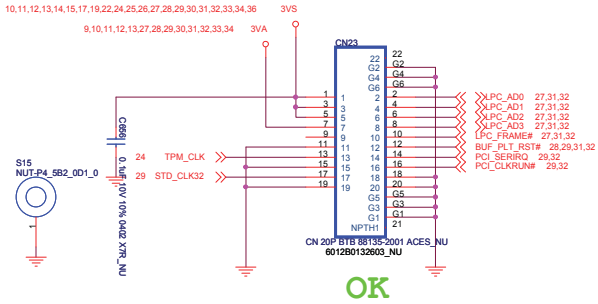 10,11,12,13,14,15,17,19,22,24,25,26,27,28,29,30,31,32,33,34,36 3VS
9,10,11,12,13,27,28,29,30,31,32,33,34 3VA
CN23
22
22
G2 G2
G4 G4
G6 G6
1 1 2 2 LPC_AD0 27,31,32
3 3 4 4 LPC_AD1 27,31,32
5 5 6 6 LPC_AD2 27,31,32
7 7 8 8 LPC_AD3 27,31,32
9 9 10 10 LPC_FRAME# 27,31,32
11 11 12 12 BUF_PLT_RST# 28,29,31,32
24 TPM_CLK 13 13 14 14 PCI_SERIRQ 29,32
15 15 16 16 PCI_CLKRUN# 29,32
29 STD_CLK32 17 17 18 18
19 19 20 20
G5 G5
G3 G3
G1 G1
NPTH1 21
CN 20P BTB 88135-2001 ACES_NU
6012B0132603_NU
C656
0.1uF 10V 10% 0402 X7R_NU
S15
NUT-P4_5B2_0D1_0
1
OK